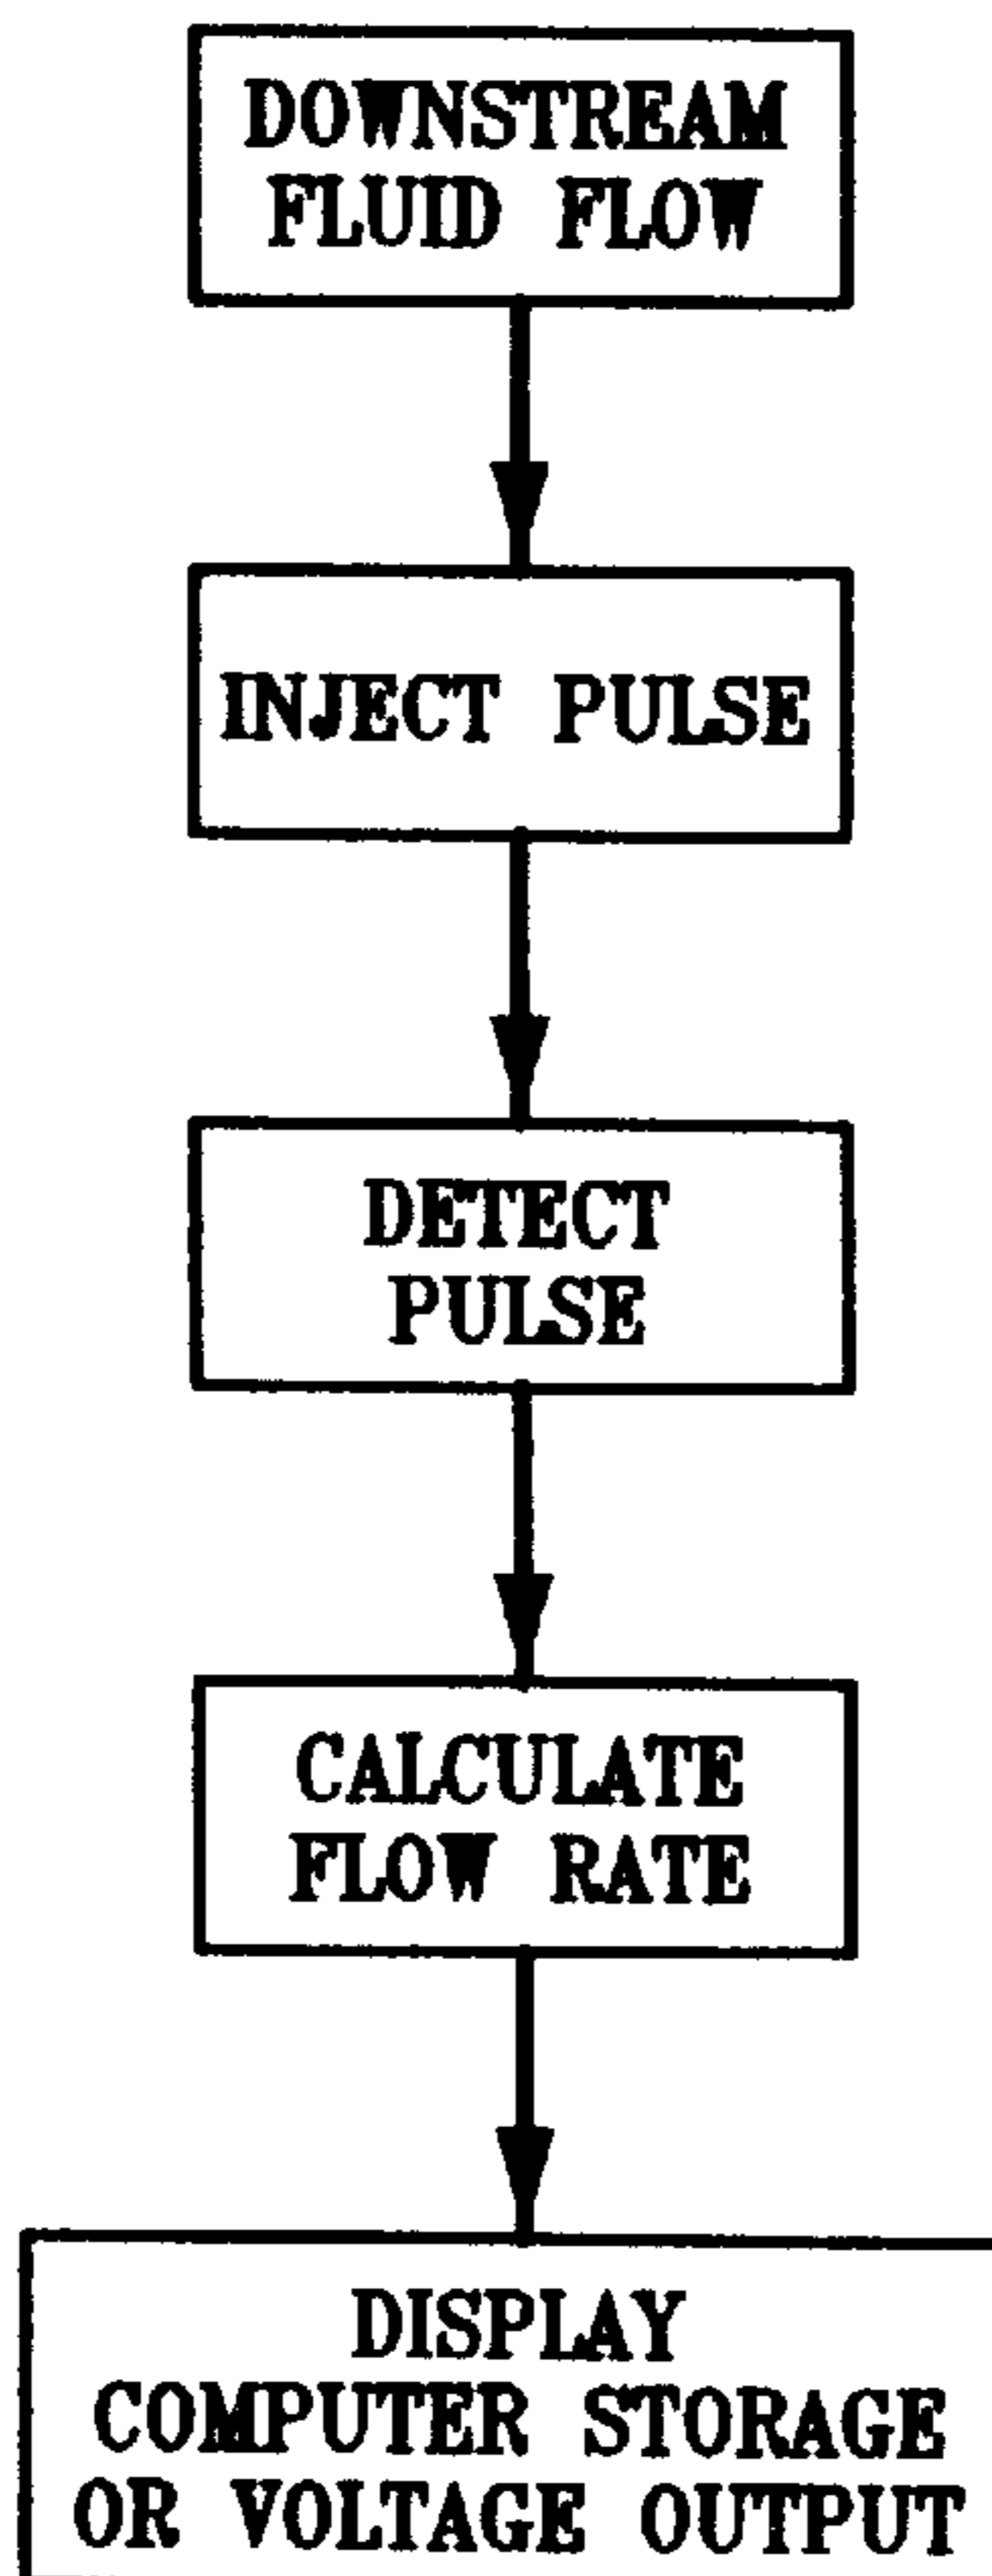 DOWNSTREAM
FLUID FLOW
INJECT PULSE
DETECT
PULSE
CALCULATE
FLOW RATE
DISPLAY
COMPUTER STORAGE
OR VOLTAGE OUTPUT